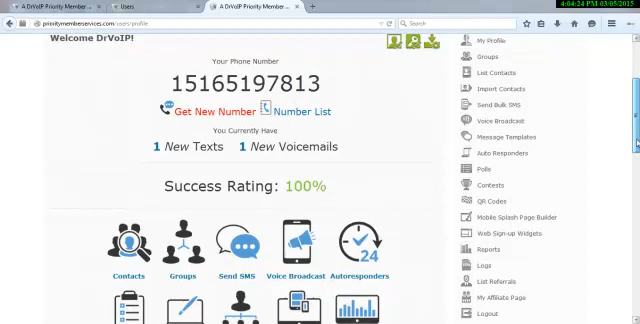 4:04:24 PM 03/05/2015
A DrVoIP Priority Member ...
Users
A DrVoIP Priority Member ...
prioritymemberservices.com/users/profile
Search
Welcome DrVoIP!
Your Phone Number
15165197813
Get New Number
Number List
You Currently Have
1 New Texts
1 New Voicemails
Success Rating: 100%
Contacts
Groups
Send SMS
Voice Broadcast
Autoresponders
24
My Profile
Groups
List Contacts
Import Contacts
Send Bulk SMS
Voice Broadcast
Message Templates
Auto Responders
Polls
Contests
QR Codes
Mobile Splash Page Builder
Web Sign-up Widgets
Reports
Logs
List Referrals
My Affiliate Page
Logout